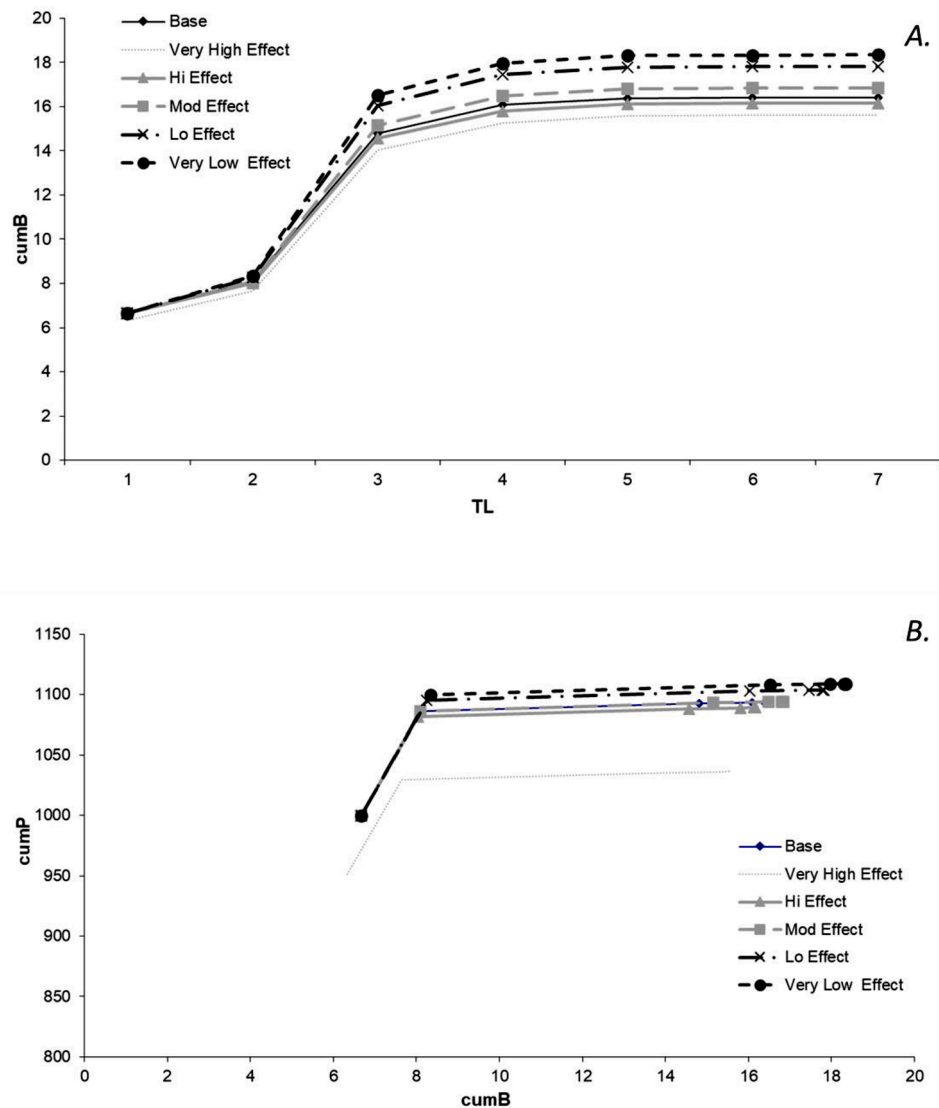 A.
20
18
16
14
12
10
8
6
4
2
0
cumB
Base
Very High Effect
Hi Effect
Mod Effect
Lo Effect
Very Low Effect
1 2 3 4 5 6 7
TL
B.
1150
1100
1050
1000
950
900
850
800
cumP
Base
Very High Effect
Hi Effect
Mod Effect
Lo Effect
Very Low Effect
0 2 4 6 8 10 12 14 16 18 20
cumB